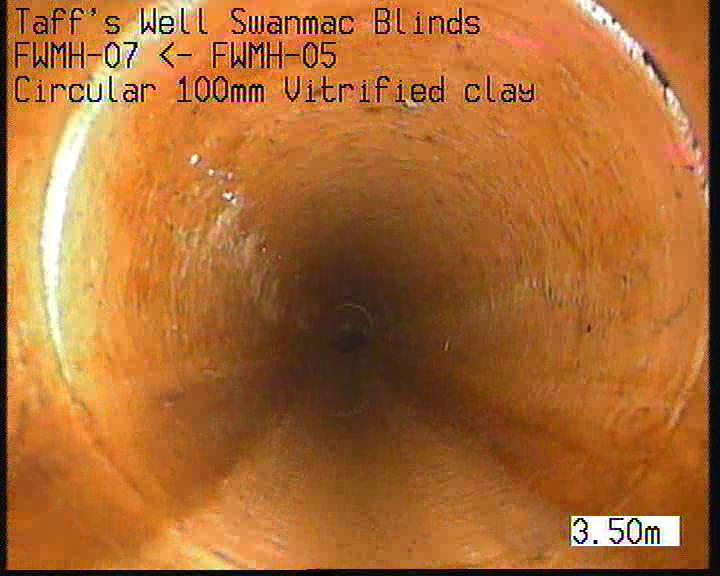 Taff's Well Swanmac Blinds
FWMH-07 <- FWMH-05
Circular 100mm Vitrified clay
3.50m